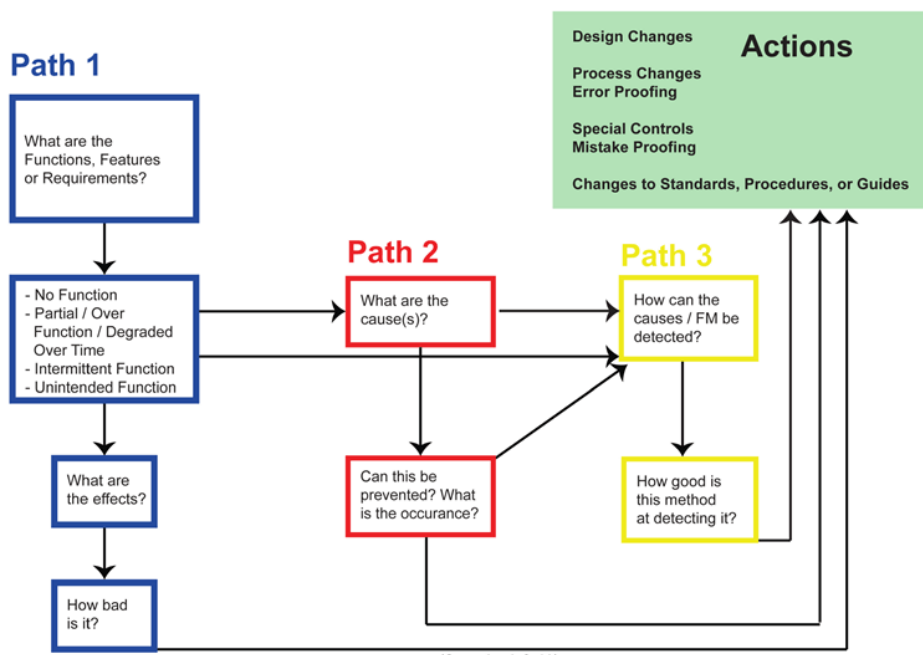 Path 1
What are the
Functions, Features
or Requirements?
- No Function
- Partial / Over
Function / Degraded
Over Time
- Intermittent Function
- Unintended Function
What are
the effects?
How bad
is it?
Path 2
What are the
cause(s)?
Can this be
prevented? What
is the occurance?
Path 3
How can the
causes / FM be
detected?
How good is
this method
at detecting it?
Actions
Design Changes
Process Changes
Error Proofing
Special Controls
Mistake Proofing
Changes to Standards, Procedures, or Guides